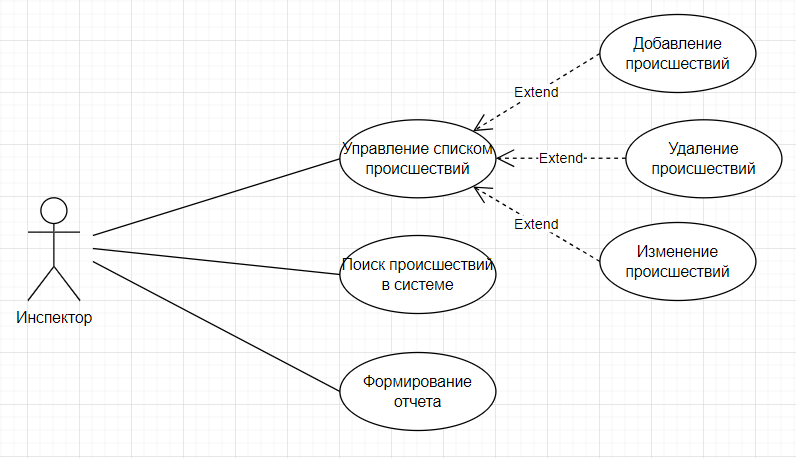 Добавление
происшествий
Extend
Управление списком
происшествий
Extend
Удаление
происшествий
Extend
Изменение
происшествий
Поиск происшествий
в системе
Инспектор
Формирование
отчета